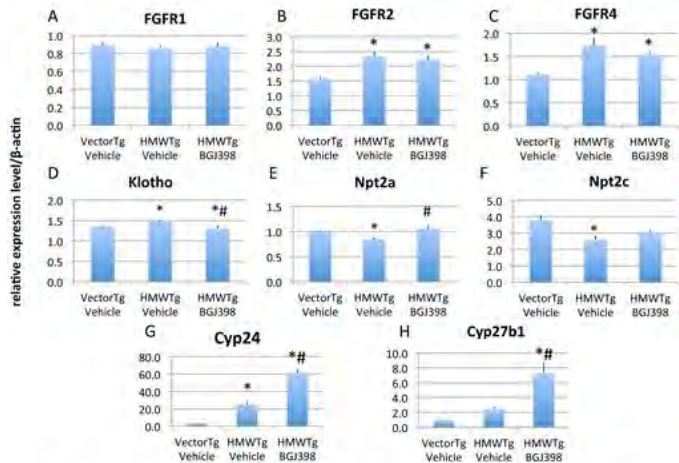 A
FGFR1
1.0
0.8
0.6
0.4
0.2
0.0
VectorTg HMWTg HMWTg
Vehicle Vehicle BGJ398
B
FGFR2
3.0
2.5
2.0
1.5
1.0
0.5
0.0
* *
VectorTg HMWTg HMWTg
Vehicle Vehicle BGJ398
C
FGFR4
2.0
1.5
1.0
0.5
0.0
* *
VectorTg HMWTg HMWTg
Vehicle Vehicle BGJ398
relative expression level/β-actin
D
Klotho
2.0
1.5
1.0
0.5
0.0
* *#
VectorTg HMWTg HMWTg
Vehicle Vehicle BGJ398
E
Npt2a
1.5
1.0
0.5
0.0
* #
VectorTg HMWTg HMWTg
Vehicle Vehicle BGJ398
F
Npt2c
5.0
4.0
3.0
2.0
1.0
0.0
*
VectorTg HMWTg HMWTg
Vehicle Vehicle BGJ398
G
Cyp24
80.0
60.0
40.0
20.0
0.0
* *#
VectorTg HMWTg HMWTg
Vehicle Vehicle BGJ398
H
Cyp27b1
10.0
8.0
6.0
4.0
2.0
0.0
*#
VectorTg HMWTg HMWTg
Vehicle Vehicle BGJ398